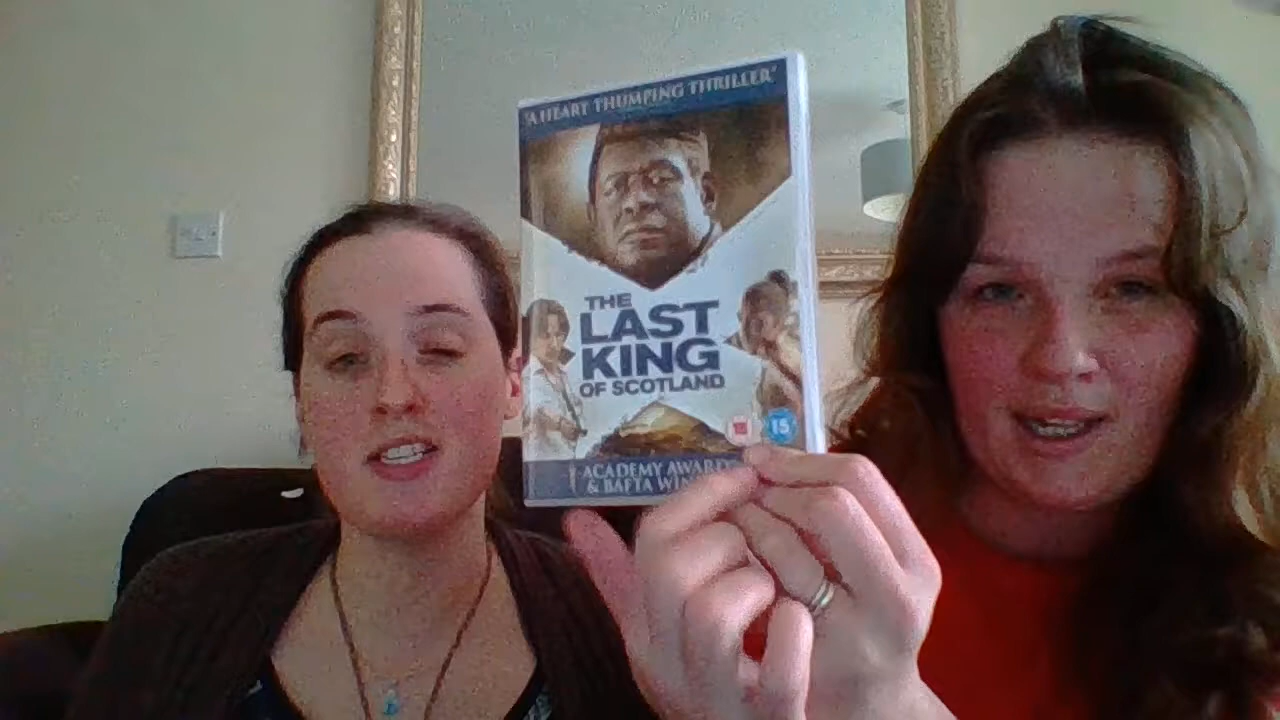 "A HEART THUMPING THRILLER"
THE
LAST
KING
OF SCOTLAND
15
ACADEMY AWARD
& BAFTA